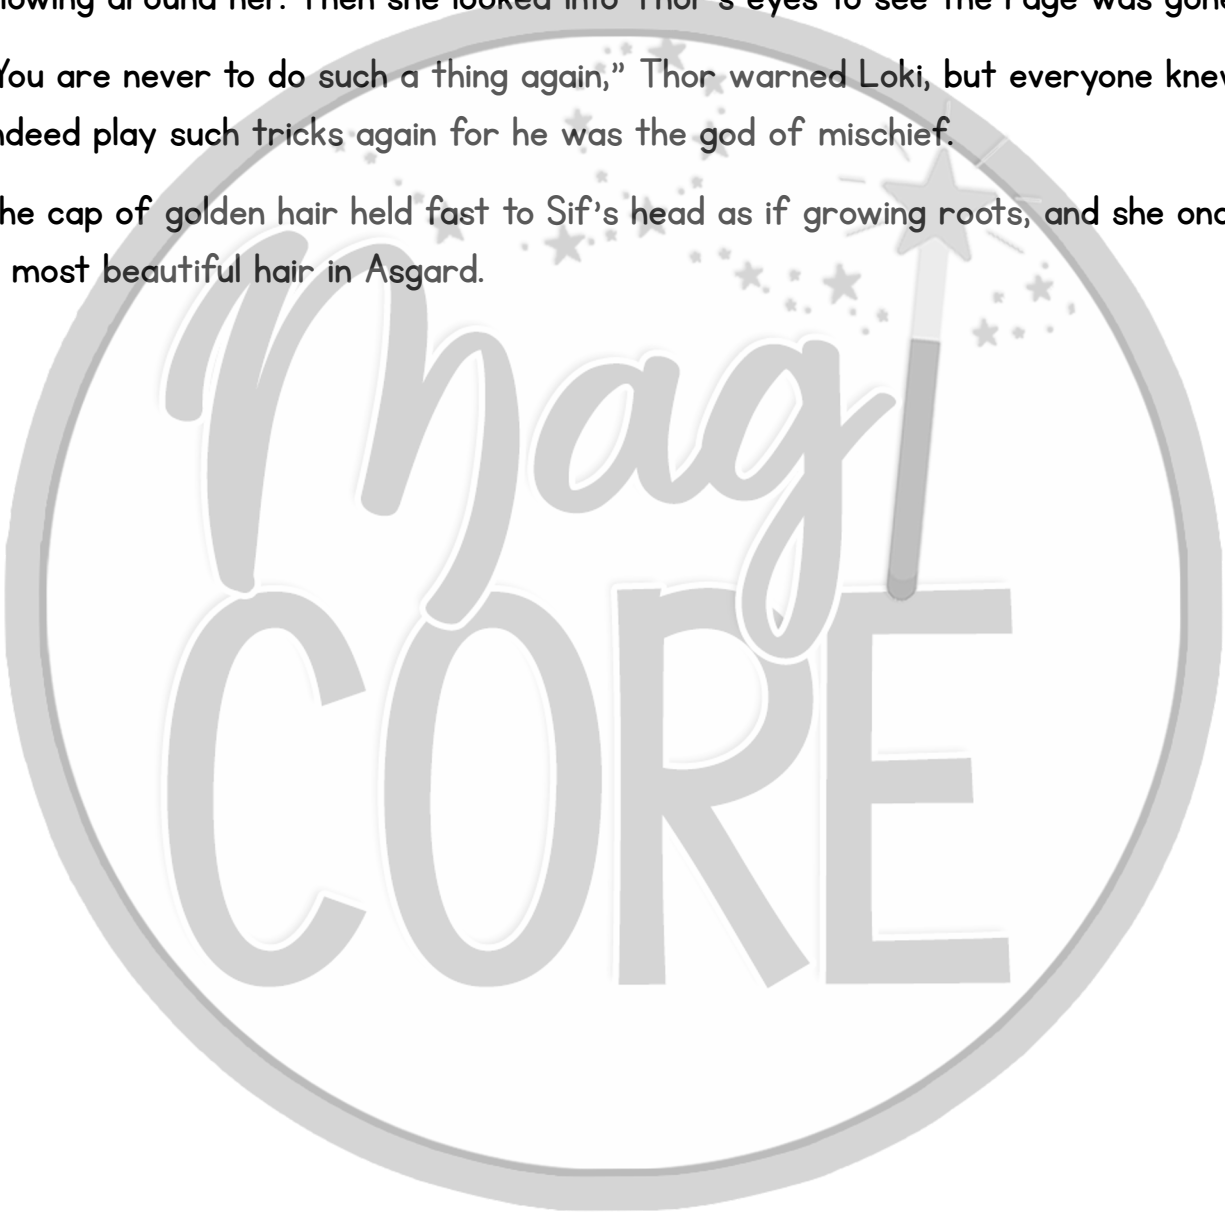 lowing around her. Then she looked into Thor's eyes to see the rage was gone
You are never to do such a thing again,” Thor warned Loki, but everyone knew
ndeed play such tricks again for he was the god of mischief.
he cap of golden hair held fast to Sif’s head as if growing roots, and she onc
most beautiful hair in Asgard.
Magi
CORE